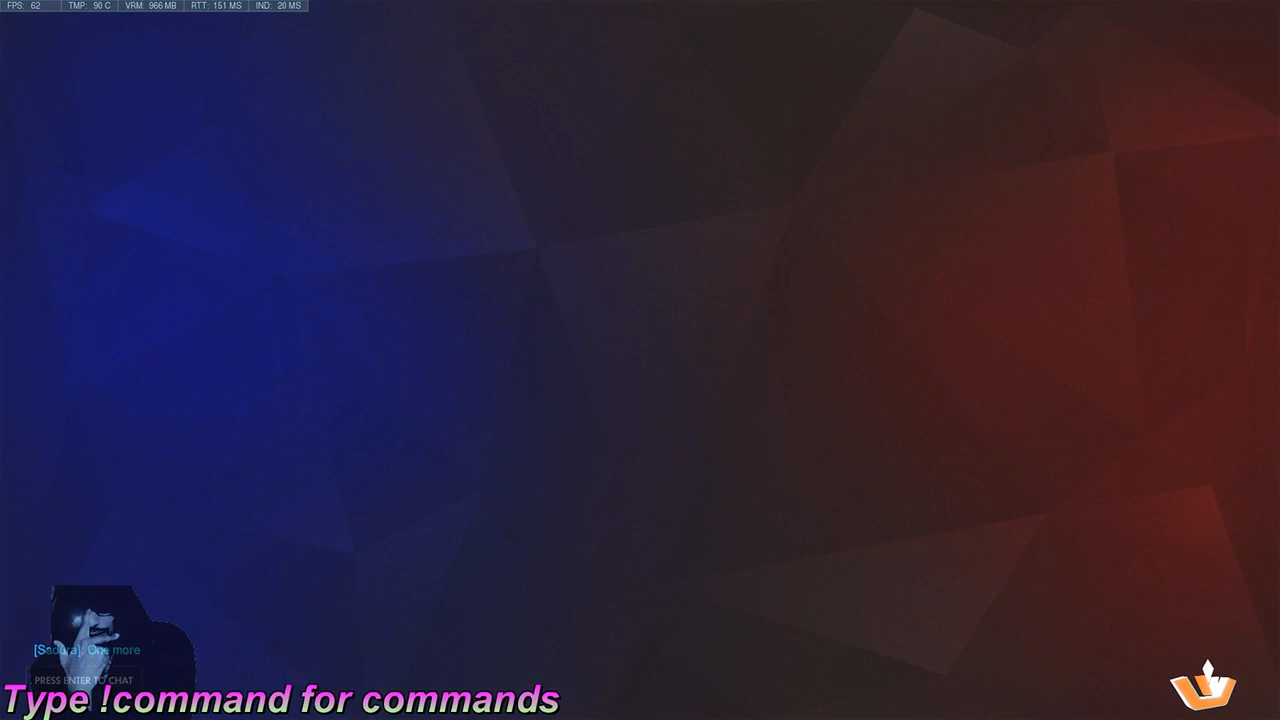 FPS: 62 TMP: 90 C VRM: 966 MB RTT: 151 MS IND: 20 MS
[Sadura]: One more
PRESS ENTER TO CHAT
Type !command for commands